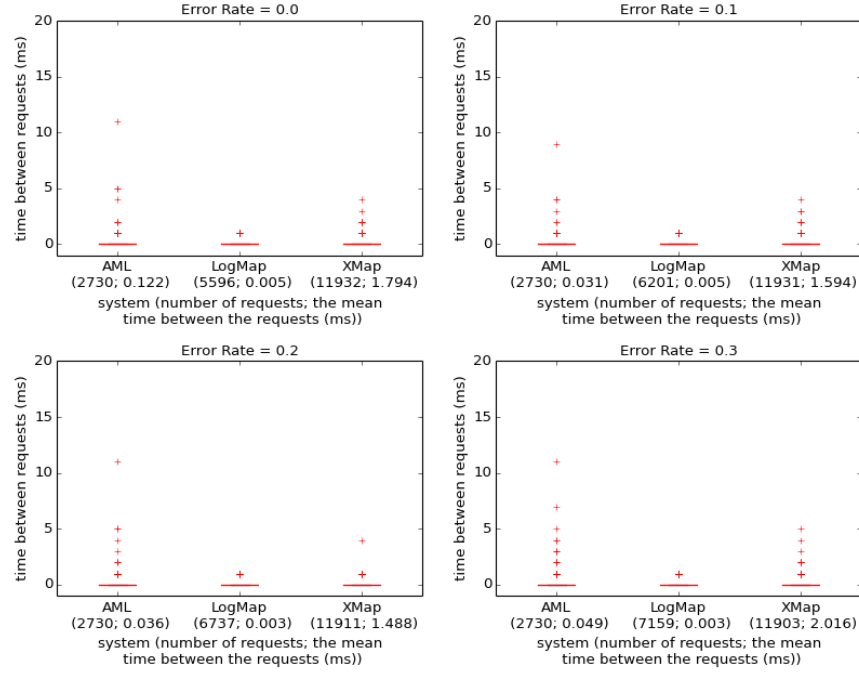 Error Rate = 0.0
20
15
10
5
0
time between requests (ms)
AML LogMap XMap
(2730; 0.122) (5596; 0.005) (11932; 1.794)
system (number of requests; the mean
time between the requests (ms))
Error Rate = 0.1
20
15
10
5
0
time between requests (ms)
AML LogMap XMap
(2730; 0.031) (6201; 0.005) (11931; 1.594)
system (number of requests; the mean
time between the requests (ms))
Error Rate = 0.2
20
15
10
5
0
time between requests (ms)
AML LogMap XMap
(2730; 0.036) (6737; 0.003) (11911; 1.488)
system (number of requests; the mean
time between the requests (ms))
Error Rate = 0.3
20
15
10
5
0
time between requests (ms)
AML LogMap XMap
(2730; 0.049) (7159; 0.003) (11903; 2.016)
system (number of requests; the mean
time between the requests (ms))